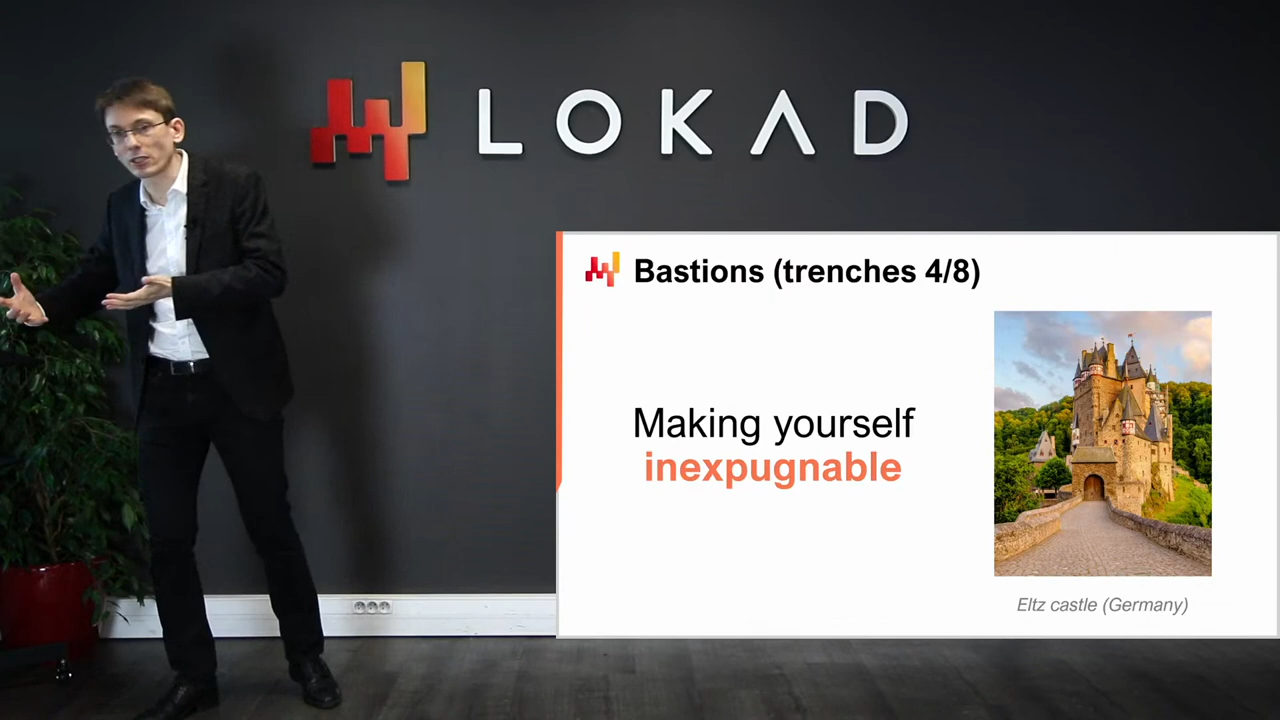 LOKAD
Bastions (trenches 4/8)
Making yourself
inexpugnable
Eltz castle (Germany)